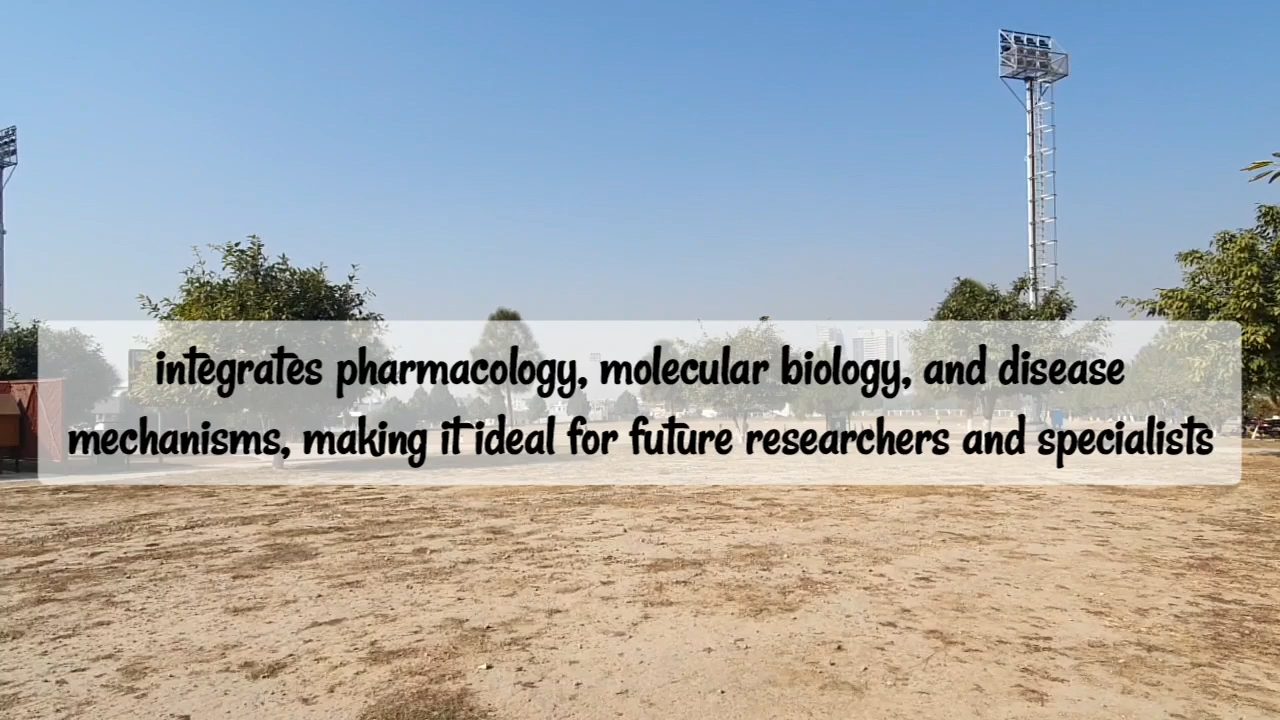 integrates pharmacology, molecular biology, and disease
mechanisms, making it ideal for future researchers and specialists